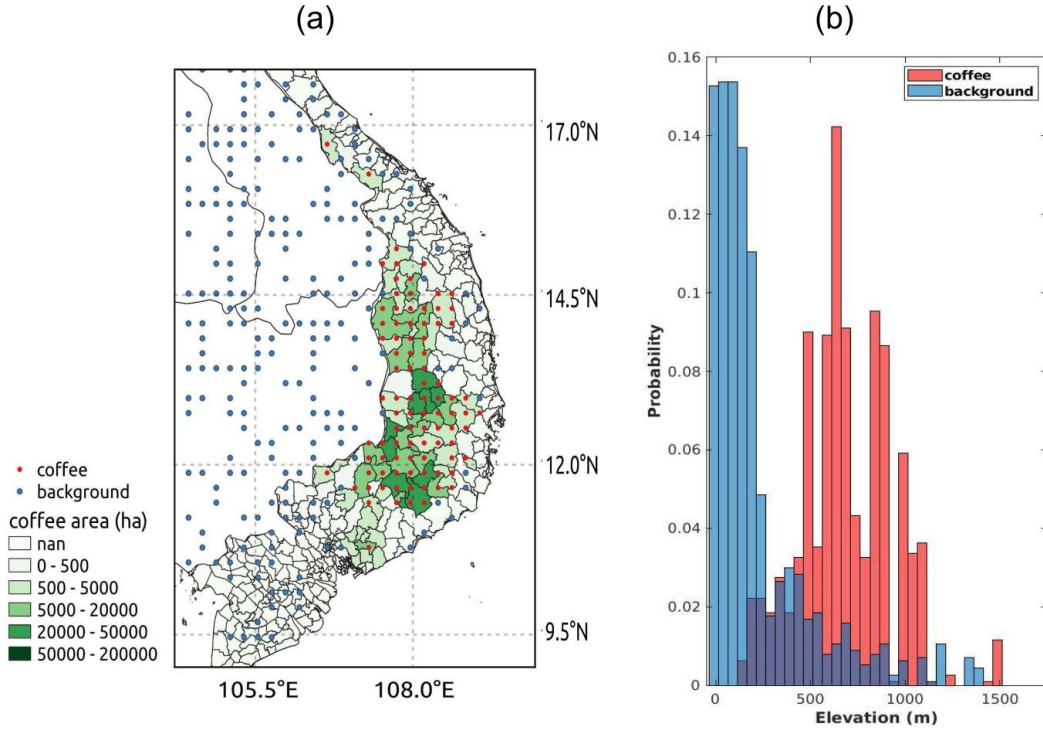 (a)
17.0°N
14.5°N
12.0°N
9.5°N
105.5°E 108.0°E
coffee
background
coffee area (ha)
nan
0 - 500
500 - 5000
5000 - 20000
20000 - 50000
50000 - 200000
(b)
0.16
0.14
0.12
0.1
0.08
0.06
0.04
0.02
0
Probability
coffee
background
0 500 1000 1500
Elevation (m)